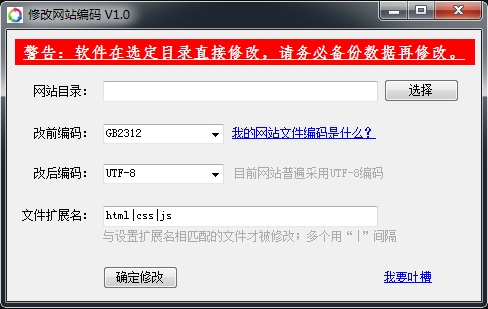 修改网站编码 V1.0
警告：软件在选定目录直接修改，请务必备份数据再修改。
网站目录： 选择
改前编码： GB2312 我的网站文件编码是什么？
改后编码： UTF-8 目前网站普遍采用UTF-8编码
文件扩展名： html|css|js
与设置扩展名相匹配的文件才被修改；多个用“|”间隔
确定修改 我要吐槽